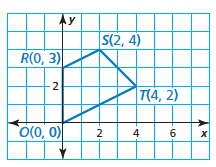 y
S(2, 4)
R(0, 3)
2
T(4, 2)
O(0, 0)
2
4
6
x